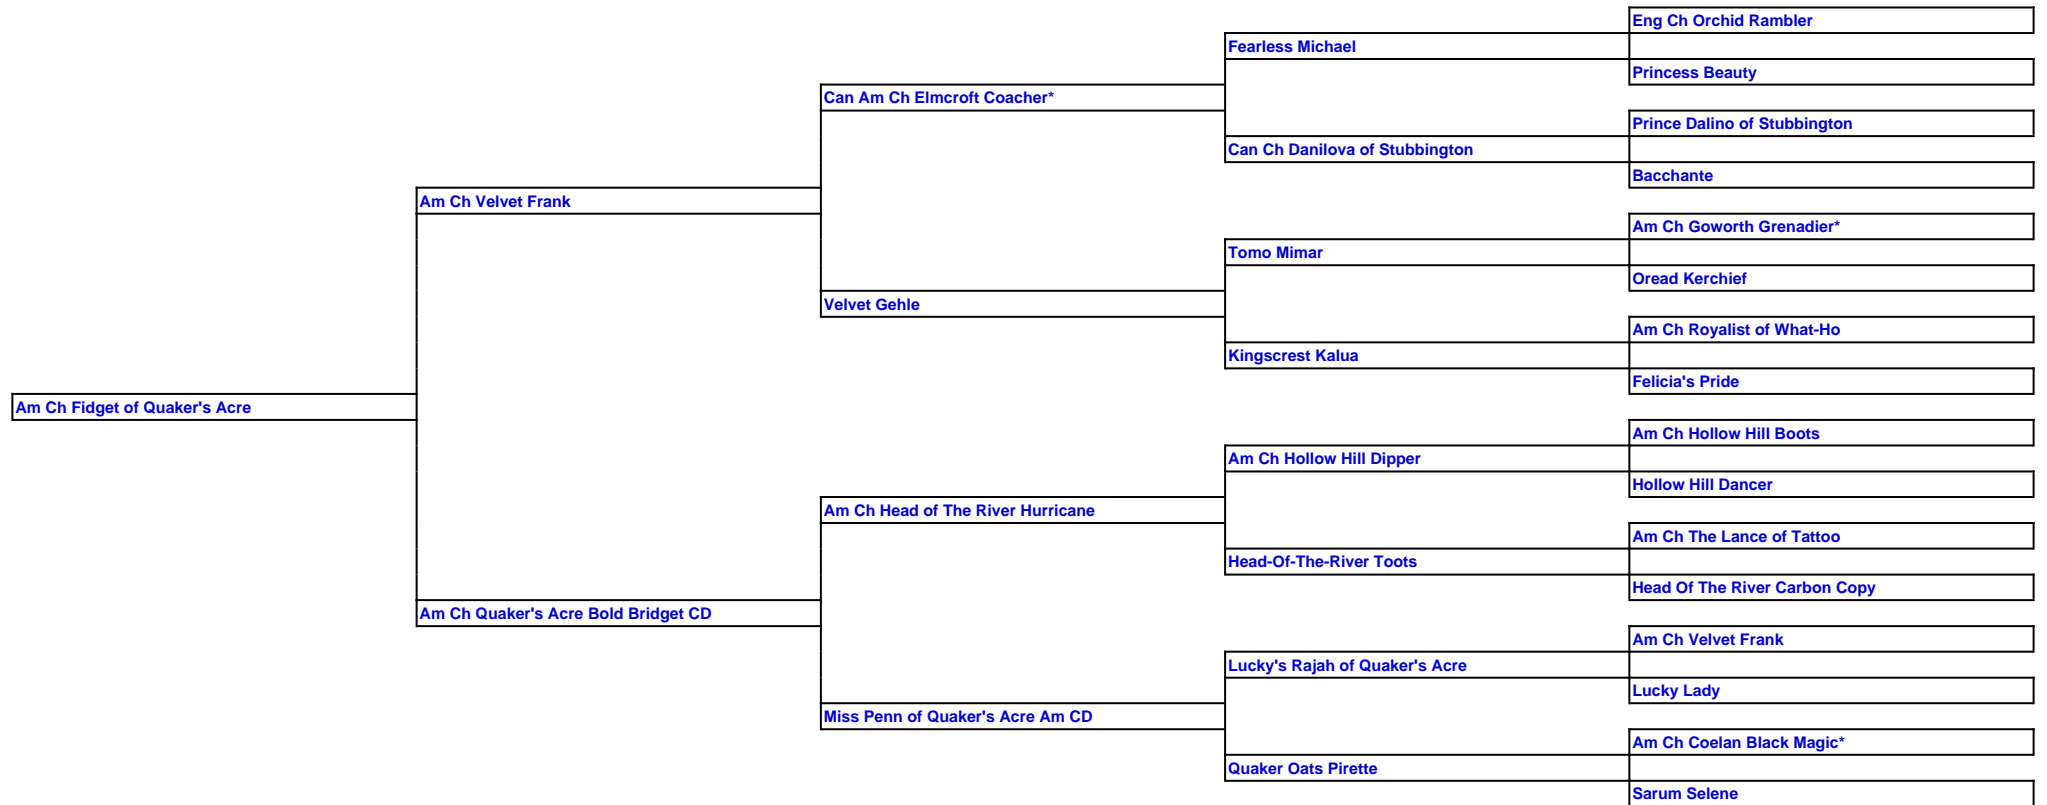 Eng Ch Orchid Rambler
Fearless Michael
Princess Beauty
Can Am Ch Elmcroft Coacher*
Prince Dalino of Stubbington
Can Ch Danilova of Stubbington
Bacchante
Am Ch Velvet Frank
Am Ch Goworth Grenadier*
Tomo Mimar
Oread Kerchief
Velvet Gehle
Am Ch Royalist of What-Ho
Kingscrest Kalua
Felicia's Pride
Am Ch Fidget of Quaker's Acre
Am Ch Hollow Hill Boots
Am Ch Hollow Hill Dipper
Hollow Hill Dancer
Am Ch Head of The River Hurricane
Am Ch The Lance of Tattoo
Head-Of-The-River Toots
Head Of The River Carbon Copy
Am Ch Quaker's Acre Bold Bridget CD
Am Ch Velvet Frank
Lucky's Rajah of Quaker's Acre
Lucky Lady
Miss Penn of Quaker's Acre Am CD
Am Ch Coelan Black Magic*
Quaker Oats Pirette
Sarum Selene